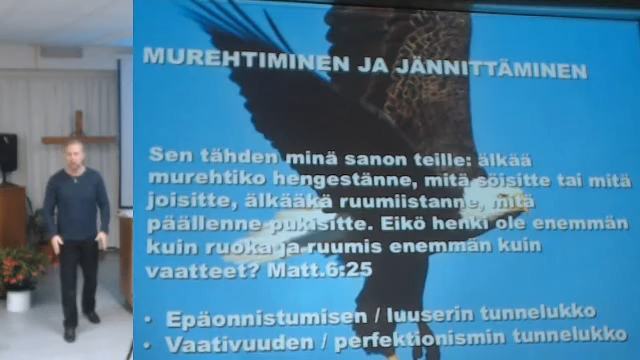 MUREHTIMINEN JA JÄNNITTÄMINEN
Sen tähden minä sanon teille: älkää
murehtiko hengestänne, mitä söisitte tai mitä
joisitte, älkääkä ruumiistanne, mitä
päällenne pukisitte. Eikö henki ole enemmän
kuin ruoka ja ruumis enemmän kuin
vaatteet? Matt.6:25
• Epäonnistumisen / luuserin tunnelukko
• Vaativuuden / perfektionismin tunnelukko